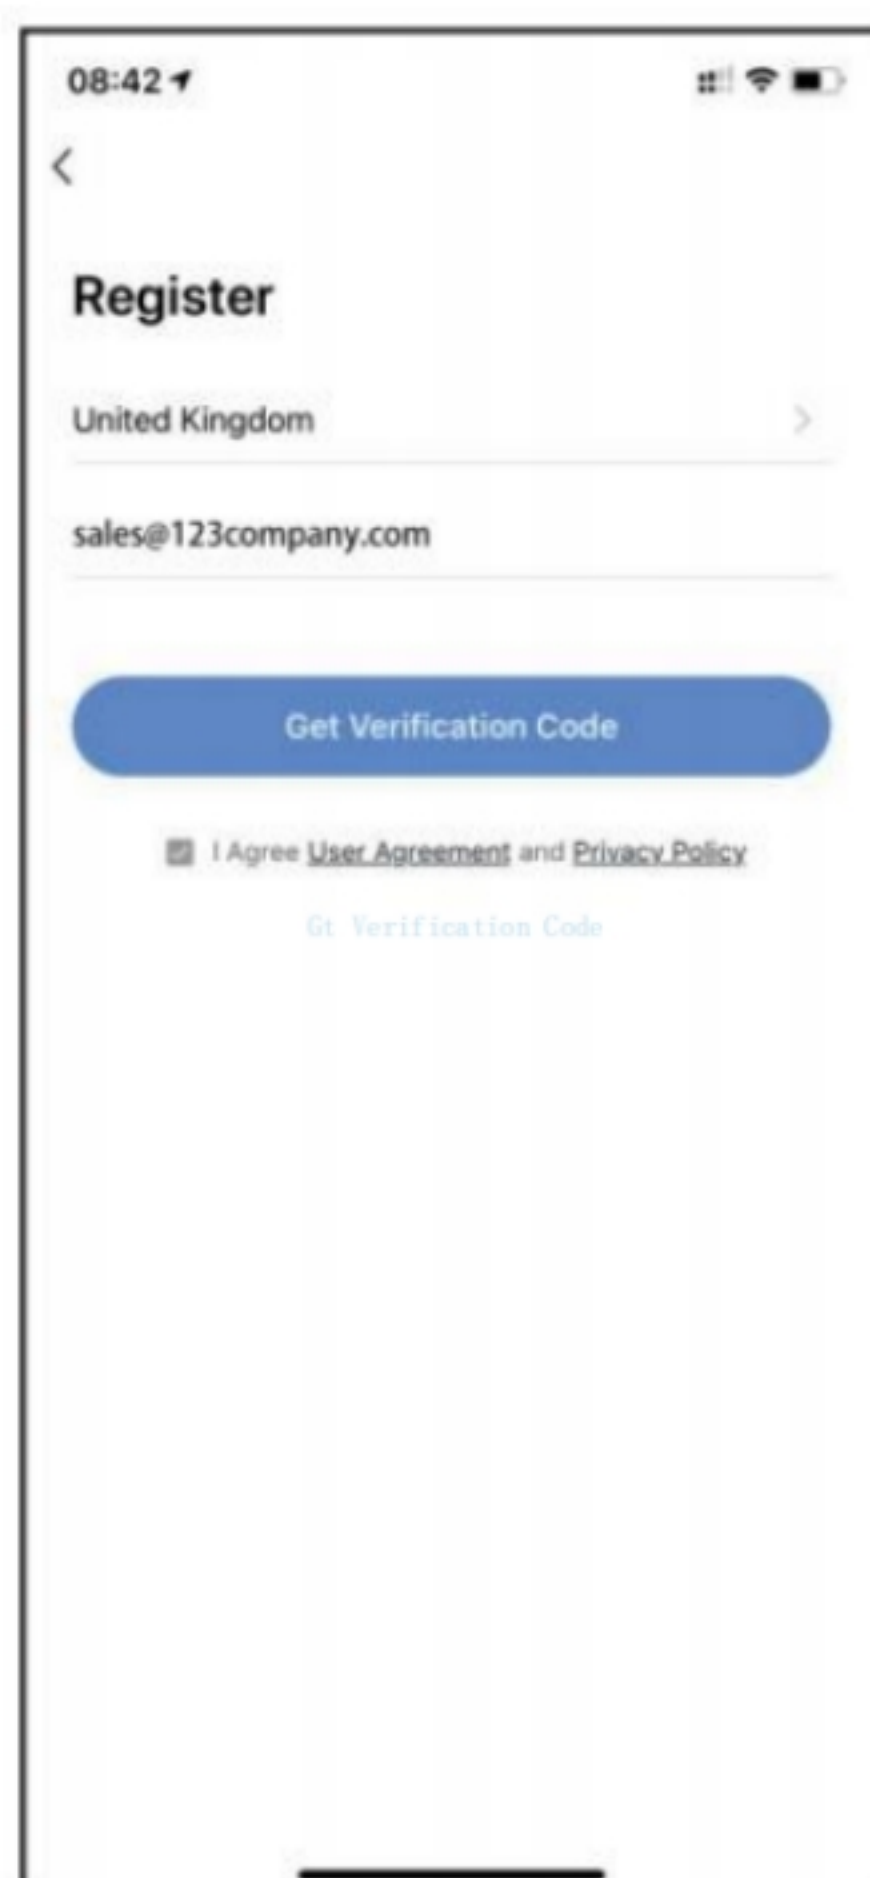 08:42
Register
United Kingdom
sales@123company.com
Get Verification Code
I Agree User Agreement and Privacy Policy
Gt Verification Code